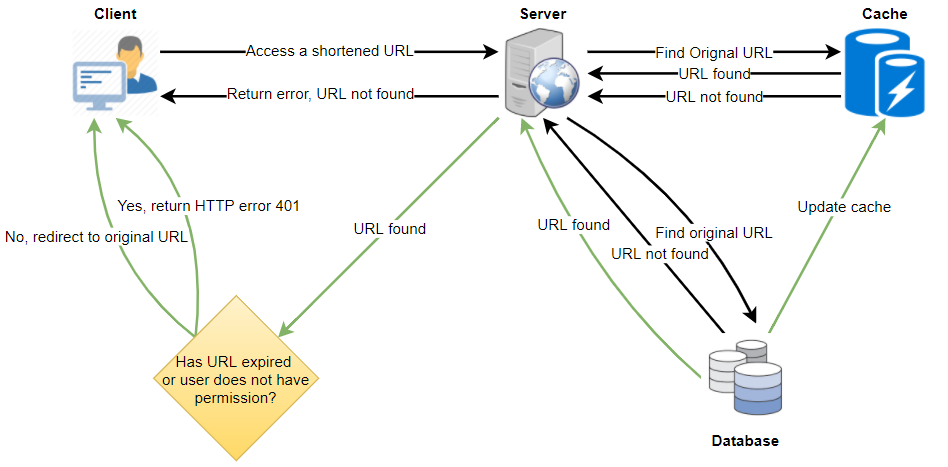 Client
Server
Cache
Access a shortened URL
Find Orignal URL
URL found
Return error, URL not found
URL not found
Yes, return HTTP error 401
Update cache
URL found
URL found
Find original URL
No, redirect to original URL
URL not found
Has URL expired
or user does not have
permission?
Database